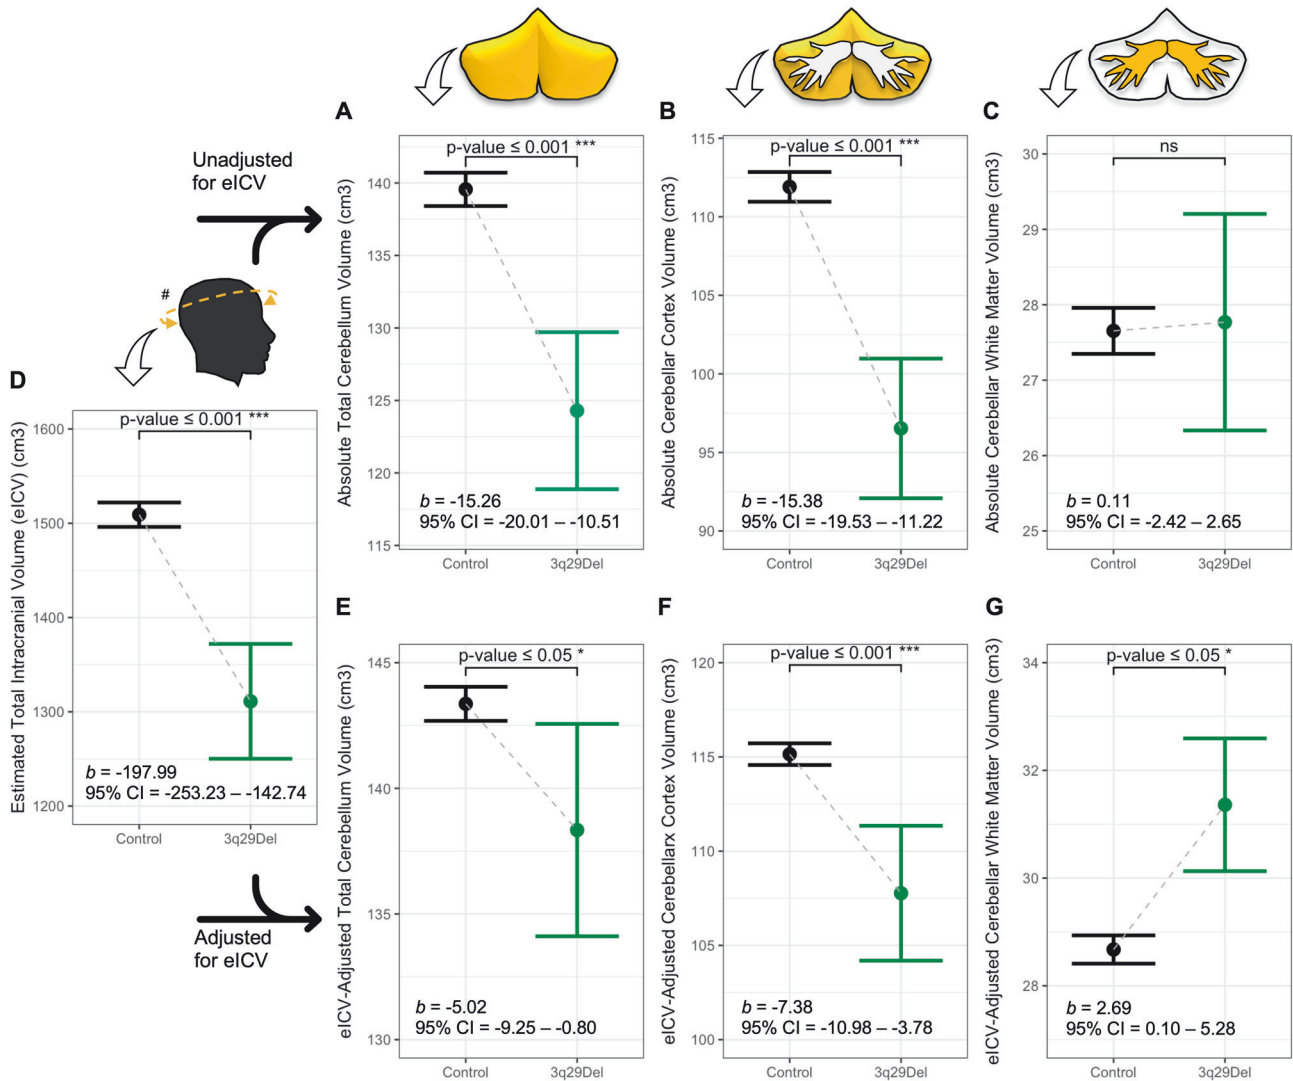 Unadjusted
for eICV
#
A
Absolute Total Cerebellum Volume (cm3)
p-value ≤ 0.001 ***
140
135
130
125
120
115
b = -15.26
95% CI = -20.01 – -10.51
Control
3q29Del
B
Absolute Cerebellar Cortex Volume (cm3)
p-value ≤ 0.001 ***
115
110
105
100
95
90
b = -15.38
95% CI = -19.53 – -11.22
Control
3q29Del
C
Absolute Cerebellar White Matter Volume (cm3)
ns
30
29
28
27
26
25
b = 0.11
95% CI = -2.42 – 2.65
Control
3q29Del
D
Estimated Total Intracranial Volume (eICV) (cm3)
p-value ≤ 0.001 ***
1600
1500
1400
1300
1200
b = -197.99
95% CI = -253.23 – -142.74
Control
3q29Del
Adjusted
for eICV
E
eICV-Adjusted Total Cerebellum Volume (cm3)
p-value ≤ 0.05 *
145
140
135
130
b = -5.02
95% CI = -9.25 – -0.80
Control
3q29Del
F
eICV-Adjusted Cerebellarx Cortex Volume (cm3)
p-value ≤ 0.001 ***
120
115
110
105
100
b = -7.38
95% CI = -10.98 – -3.78
Control
3q29Del
G
eICV-Adjusted Cerebellar White Matter Volume (cm3)
p-value ≤ 0.05 *
34
32
30
28
b = 2.69
95% CI = 0.10 – 5.28
Control
3q29Del